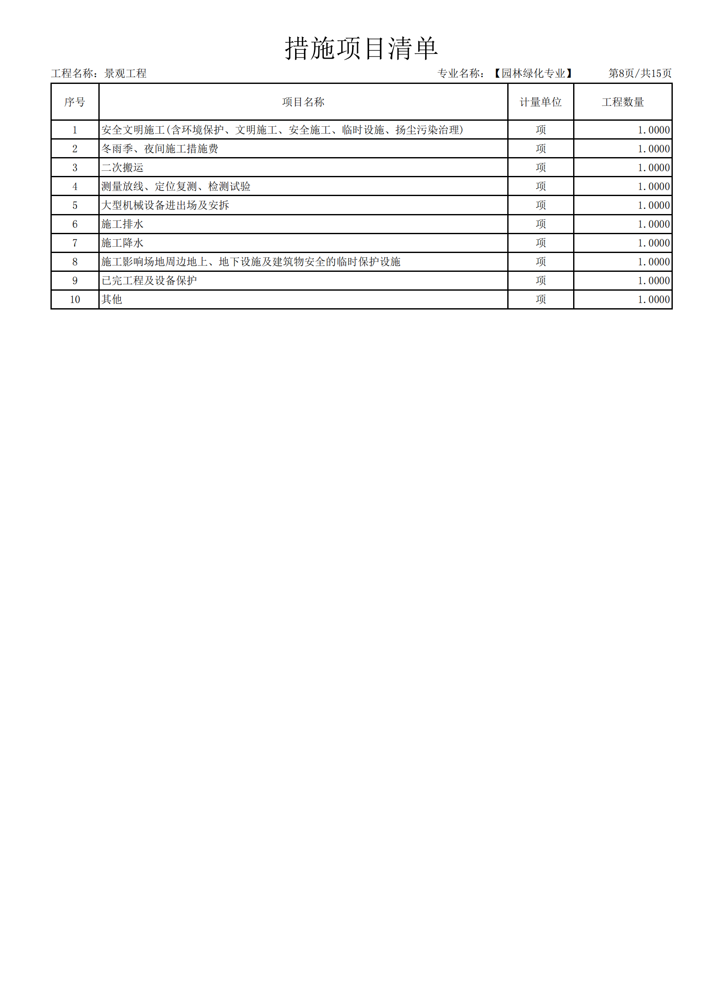 措施项目清单
工程名称：景观工程 专业名称：【园林绿化专业】 第8页/共15页
序号 项目名称 计量单位 工程数量
1 安全文明施工(含环境保护、文明施工、安全施工、临时设施、扬尘污染治理) 项 1.0000
2 冬雨季、夜间施工措施费 项 1.0000
3 二次搬运 项 1.0000
4 测量放线、定位复测、检测试验 项 1.0000
5 大型机械设备进出场及安拆 项 1.0000
6 施工排水 项 1.0000
7 施工降水 项 1.0000
8 施工影响场地周边地上、地下设施及建筑物安全的临时保护设施 项 1.0000
9 已完工程及设备保护 项 1.0000
10 其他 项 1.0000